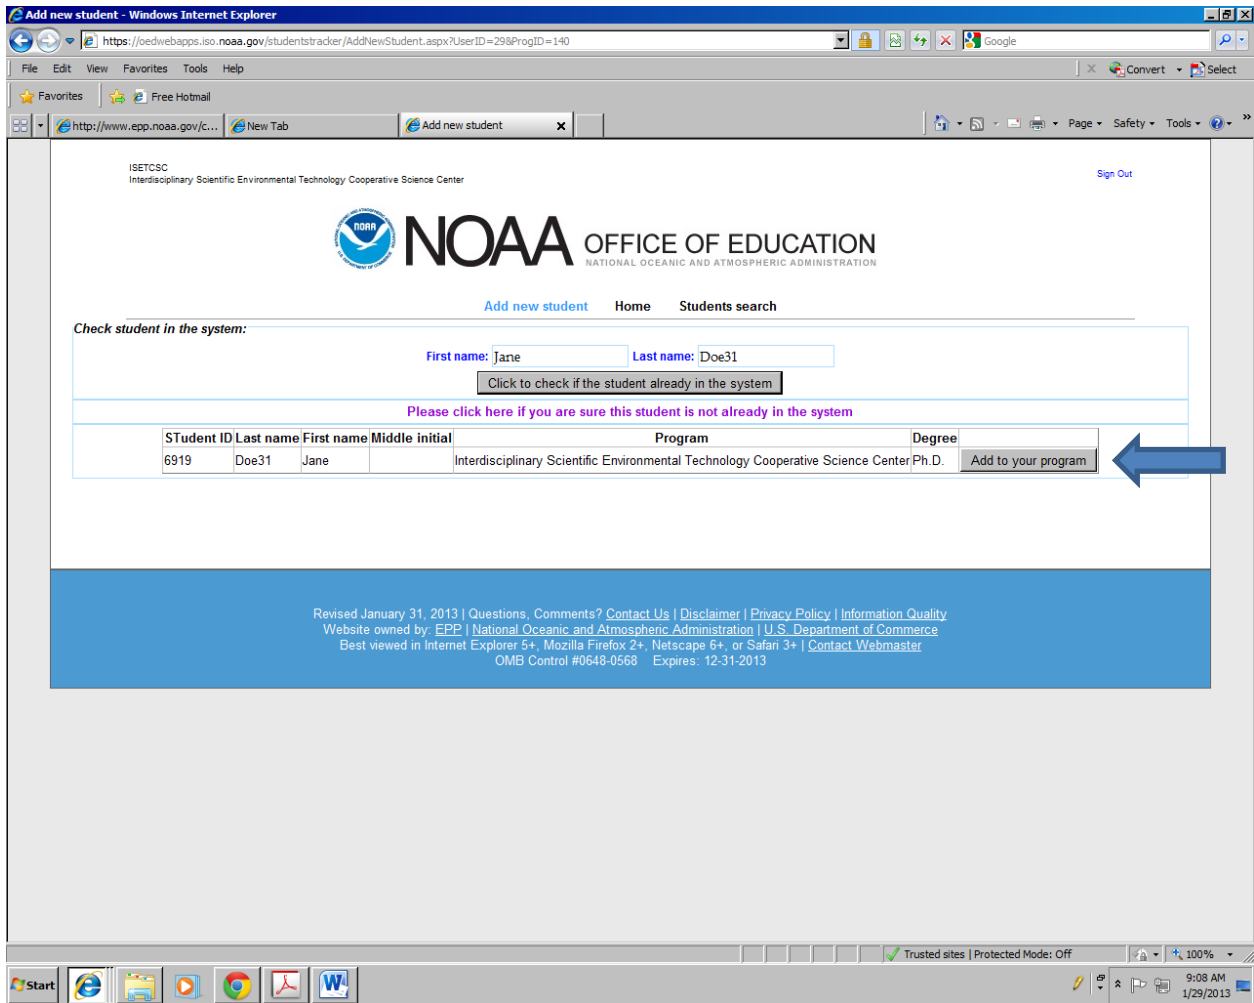 Add new student - Windows Internet Explorer
https://oedwebapps.iso.noaa.gov/studentstracker/AddNewStudent.aspx?UserID=29&ProgID=140
Google
File Edit View Favorites Tools Help
Convert Select
Favorites Free Hotmail
http://www.epp.noaa.gov/c... New Tab Add new student x
Page Safety Tools »
ISETCSC
Interdisciplinary Scientific Environmental Technology Cooperative Science Center
Sign Out
NOAA OFFICE OF EDUCATION
NATIONAL OCEANIC AND ATMOSPHERIC ADMINISTRATION
Add new student Home Students search
Check student in the system:
First name: Jane Last name: Doe31
Click to check if the student already in the system
Please click here if you are sure this student is not already in the system
STudent ID Last name First name Middle initial Program Degree
6919 Doe31 Jane Interdisciplinary Scientific Environmental Technology Cooperative Science Center Ph.D. Add to your program
Revised January 31, 2013 | Questions, Comments? Contact Us | Disclaimer | Privacy Policy | Information Quality
Website owned by: EPP | National Oceanic and Atmospheric Administration | U.S. Department of Commerce
Best viewed in Internet Explorer 5+, Mozilla Firefox 2+, Netscape 6+, or Safari 3+ | Contact Webmaster
OMB Control #0648-0568 Expires: 12-31-2013
Trusted sites | Protected Mode: Off 100%
Start
9:08 AM
1/29/2013